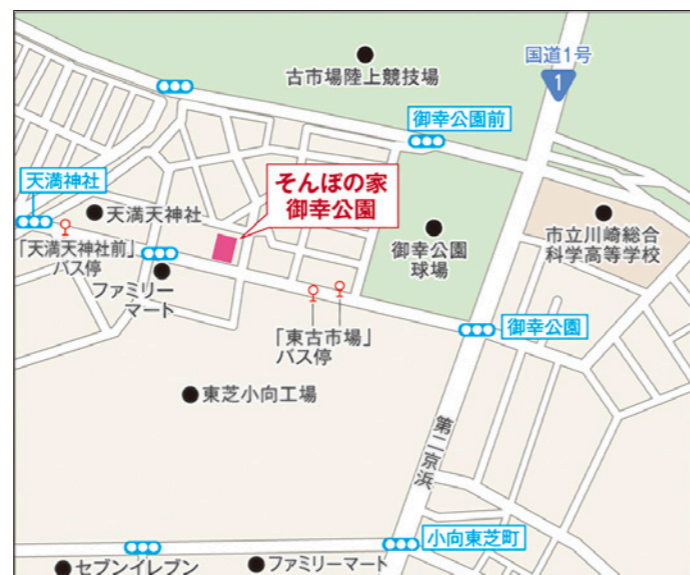 国道1号
1
古市場陸上競技場
御幸公園前
天満神社
そんぽの家
御幸公園
天満天神社
「天満天神社前」
バス停
ファミリー
マート
御幸公園
球場
市立川崎総合
科学高等学校
「東古市場」
バス停
御幸公園
東芝小向工場
第二京浜
小向東芝町
セブンイレブン
ファミリーマート